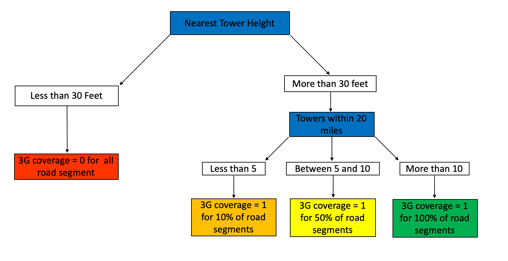 Nearest Tower Height
More than 30 feet
Less than 30 Feet
Towers within 20
miles
3G coverage = 0 for all
road segment
Less than 5
Between 5 and 10
More than 10
3G coverage = 1
for 10% of road
segments
3G coverage = 1
for 50% of road
segments
3G coverage = 1
for 100% of road
segments